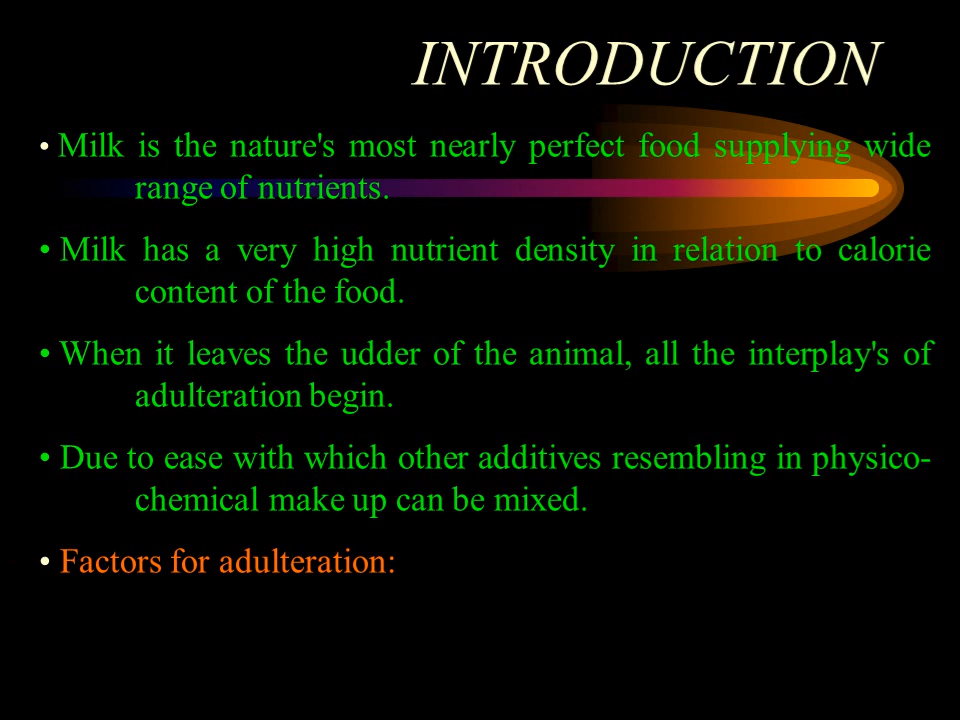 INTRODUCTION
• Milk is the nature's most nearly perfect food supplying wide
range of nutrients.
• Milk has a very high nutrient density in relation to calorie
content of the food.
• When it leaves the udder of the animal, all the interplay's of
adulteration begin.
• Due to ease with which other additives resembling in physico-
chemical make up can be mixed.
• Factors for adulteration: